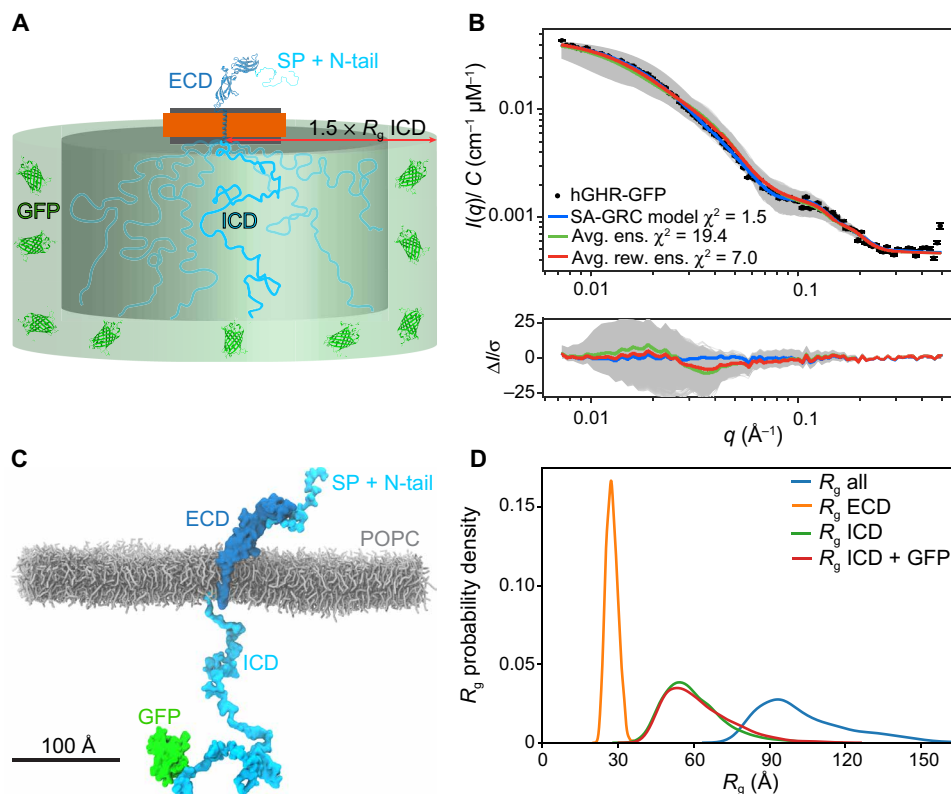 A
SP + N-tail
ECD
1.5 × Rg ICD
GFP
ICD
B
I(q)/ C (cm⁻¹ μM⁻¹)
0.01
0.001
hGHR-GFP
SA-GRC model χ² = 1.5
Avg. ens. χ² = 19.4
Avg. rew. ens. χ² = 7.0
0.01
0.1
ΔI/σ
25
0
−25
0.01
0.1
q (Å⁻¹)
C
SP + N-tail
ECD
POPC
ICD
GFP
100 Å
D
Rg probability density
0.15
0.10
0.05
0
Rg all
Rg ECD
Rg ICD
Rg ICD + GFP
0
30
60
90
120
150
Rg (Å)